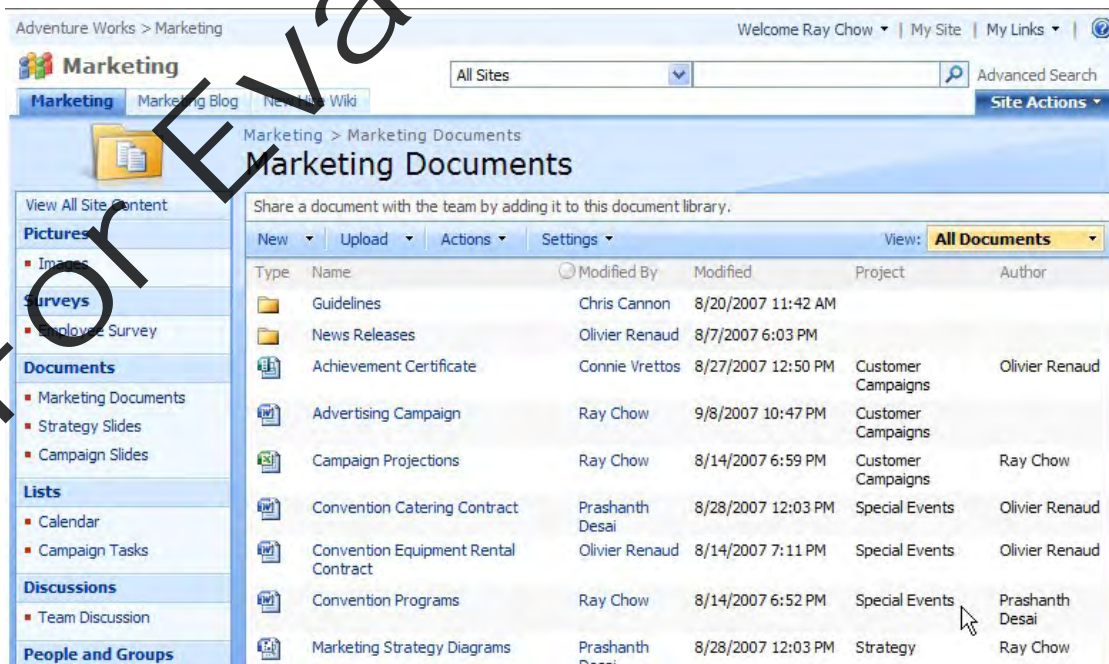 For Eva
Adventure Works > Marketing
Welcome Ray Chow | My Site | My Links
Marketing
All Sites
Advanced Search
Marketing Marketing Blog New Hire Wiki
Site Actions
Marketing > Marketing Documents
Marketing Documents
View All Site Content
Share a document with the team by adding it to this document library.
Pictures
Images
Surveys
Employee Survey
Documents
Marketing Documents
Strategy Slides
Campaign Slides
Lists
Calendar
Campaign Tasks
Discussions
Team Discussion
People and Groups
New Upload Actions Settings View: All Documents
Type Name Modified By Modified Project Author
Guidelines Chris Cannon 8/20/2007 11:42 AM
News Releases Olivier Renaud 8/7/2007 6:03 PM
Achievement Certificate Connie Vrettos 8/27/2007 12:50 PM Customer Olivier Renaud
Campaigns
Advertising Campaign Ray Chow 9/8/2007 10:47 PM Customer
Campaigns
Campaign Projections Ray Chow 8/14/2007 6:59 PM Customer Ray Chow
Campaigns
Convention Catering Contract Prashanth 8/28/2007 12:03 PM Special Events Olivier Renaud
Desai
Convention Equipment Rental Olivier Renaud 8/14/2007 7:11 PM Special Events Olivier Renaud
Contract
Convention Programs Ray Chow 8/14/2007 6:52 PM Special Events Prashanth
Desai
Marketing Strategy Diagrams Prashanth 8/28/2007 12:03 PM Strategy Ray Chow